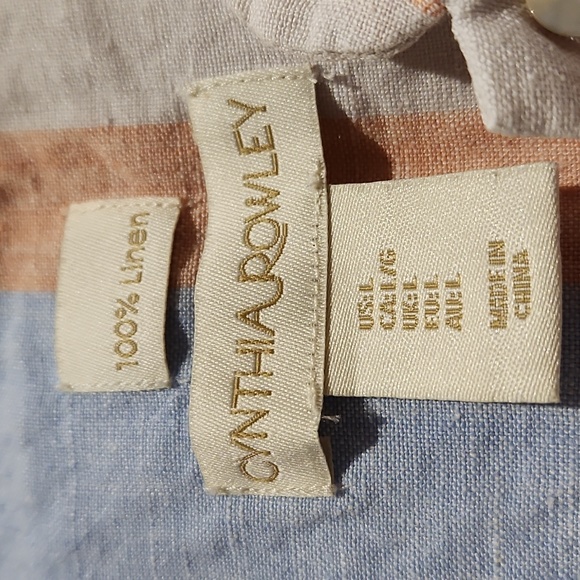 100% Linen
CYNTHIA ROWLEY
US:L
CA:L/G
UK:L
EU:L
AU:L
MADE IN
CHINA